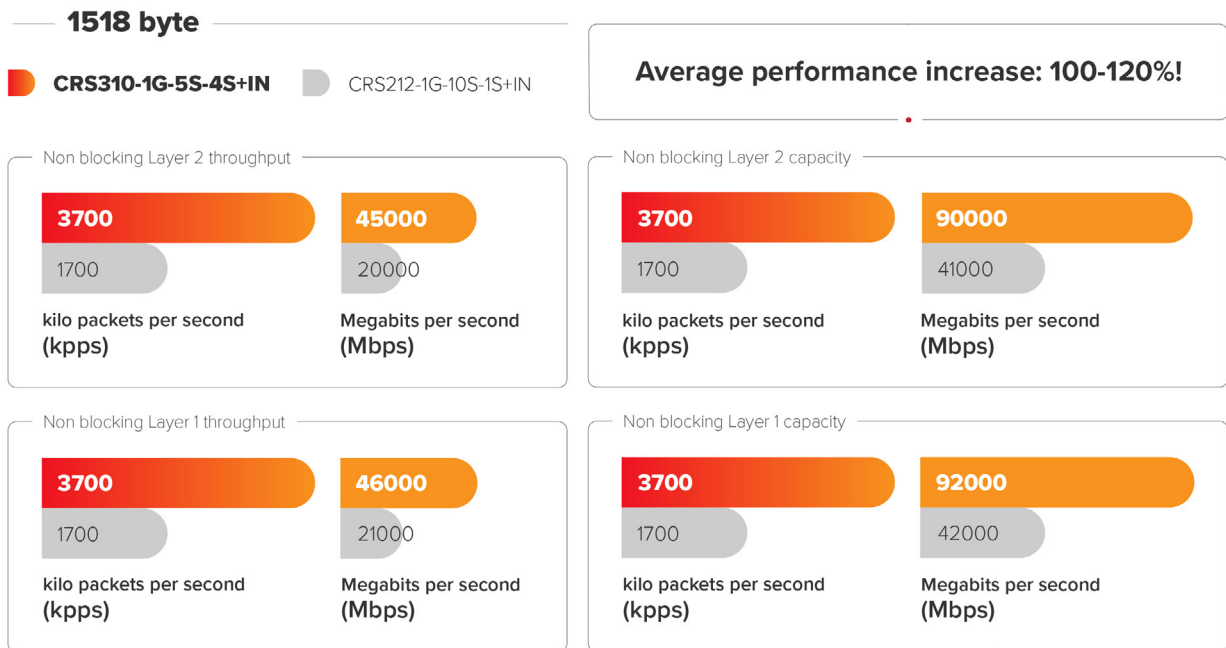 1518 byte
CRS310-1G-5S-4S+IN
CRS212-1G-10S-1S+IN
Average performance increase: 100-120%!
Non blocking Layer 2 throughput
3700
1700
kilo packets per second
(kpps)
45000
20000
Megabits per second
(Mbps)
Non blocking Layer 2 capacity
3700
1700
kilo packets per second
(kpps)
90000
41000
Megabits per second
(Mbps)
Non blocking Layer 1 throughput
3700
1700
kilo packets per second
(kpps)
46000
21000
Megabits per second
(Mbps)
Non blocking Layer 1 capacity
3700
1700
kilo packets per second
(kpps)
92000
42000
Megabits per second
(Mbps)